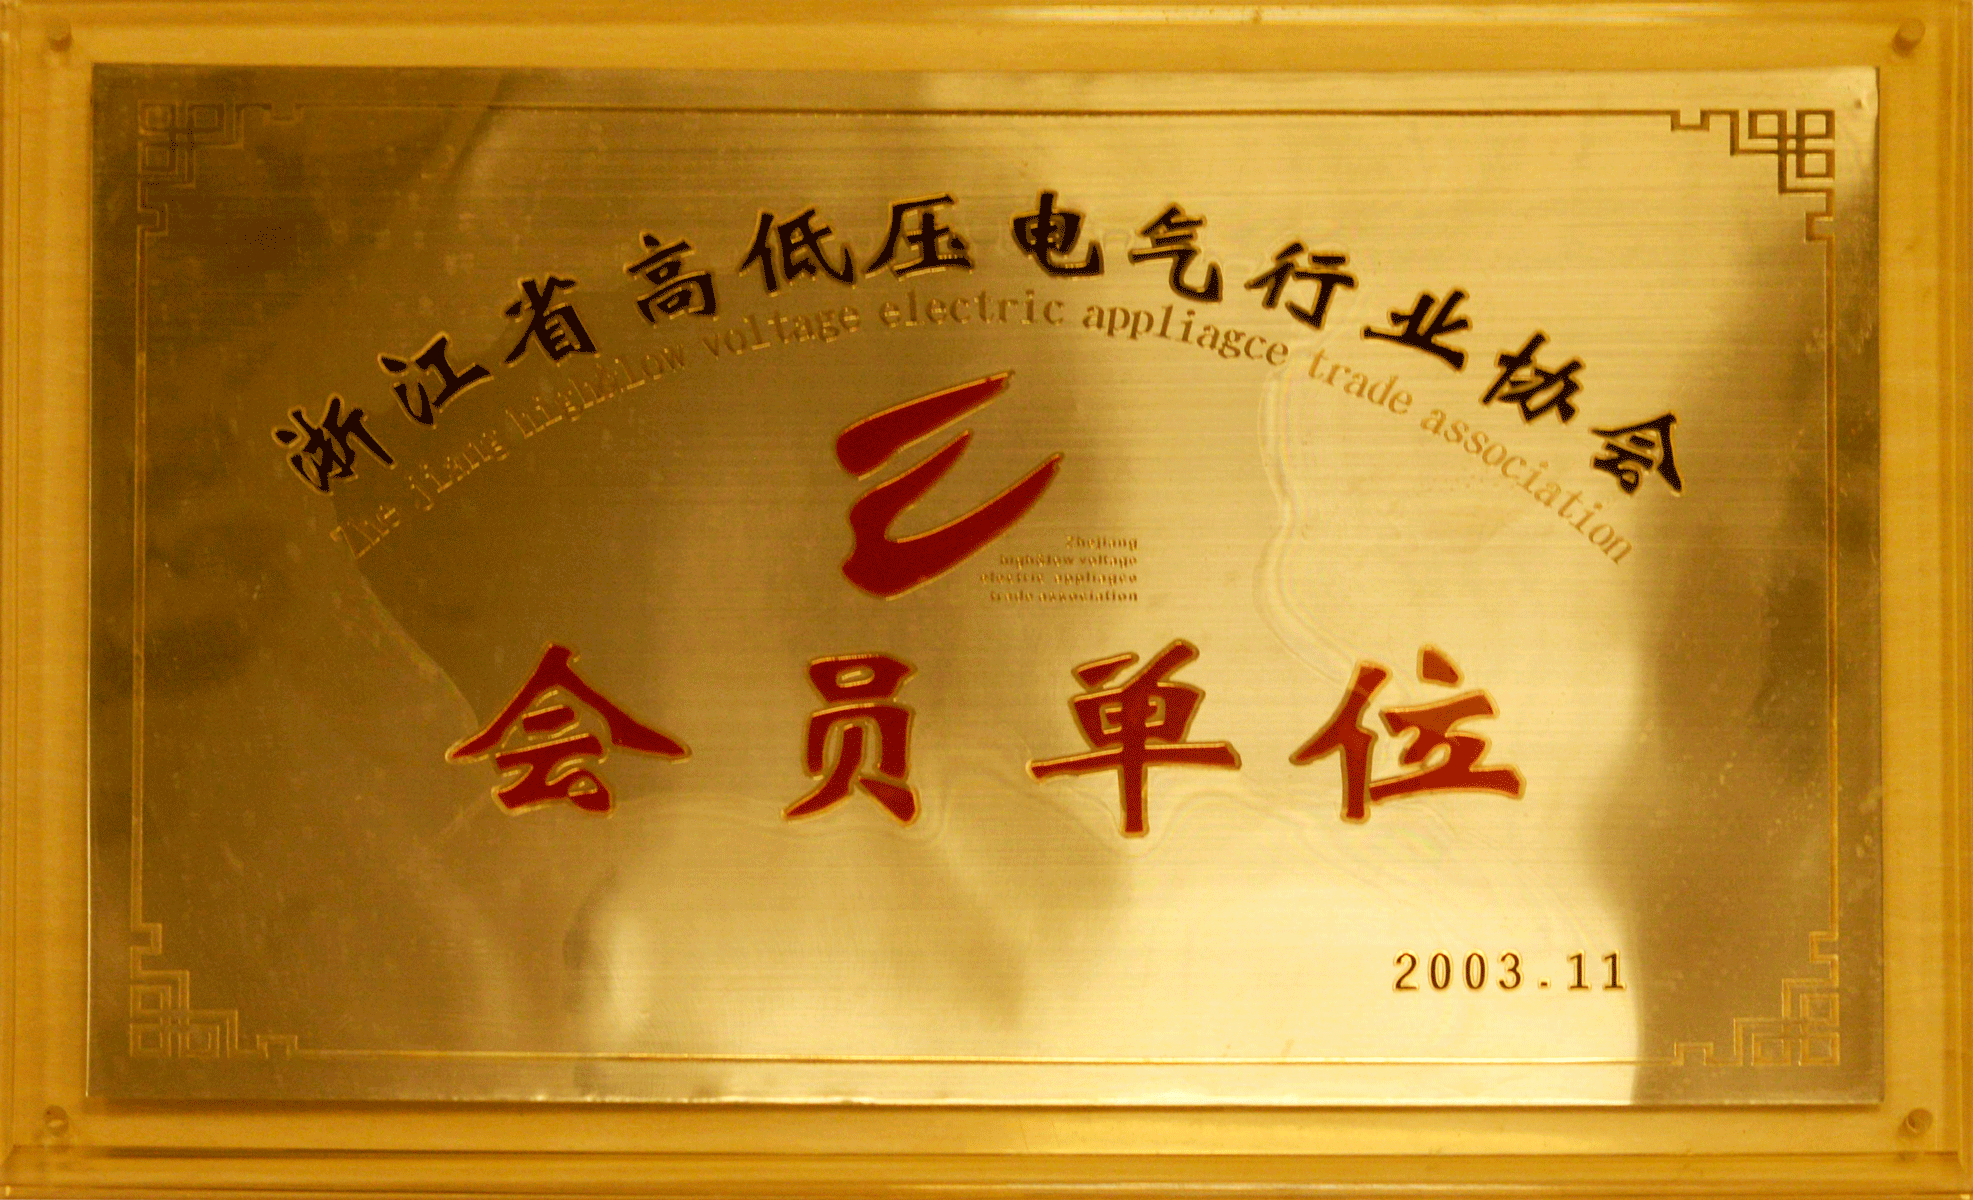 浙江省高低压电气行业协会
Zhe jiang high&low voltage electric appliagce trade association
Zhejiang
high&low voltage
electric appliagce
trade association
会员单位
2003.11